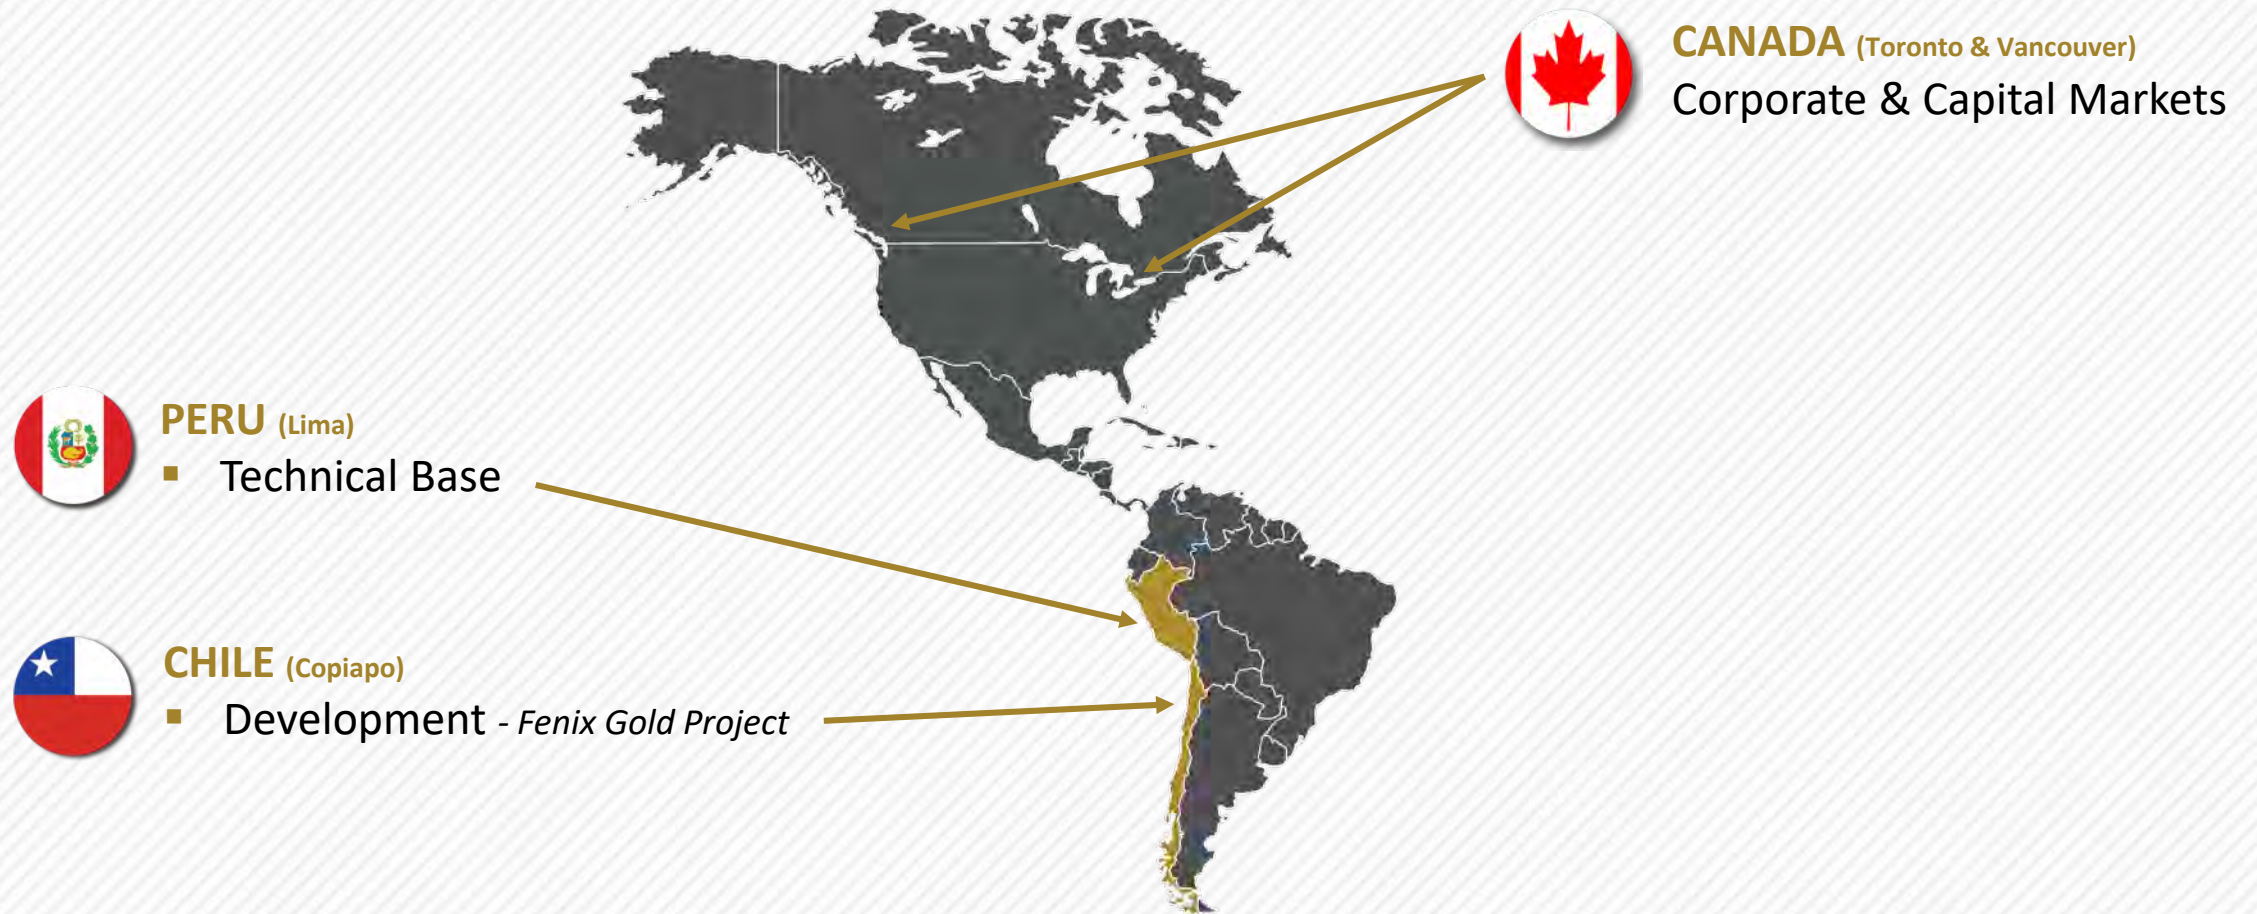 CANADA (Toronto & Vancouver)
Corporate & Capital Markets
PERU (Lima)
▪ Technical Base
CHILE (Copiapo)
▪ Development - Fenix Gold Project